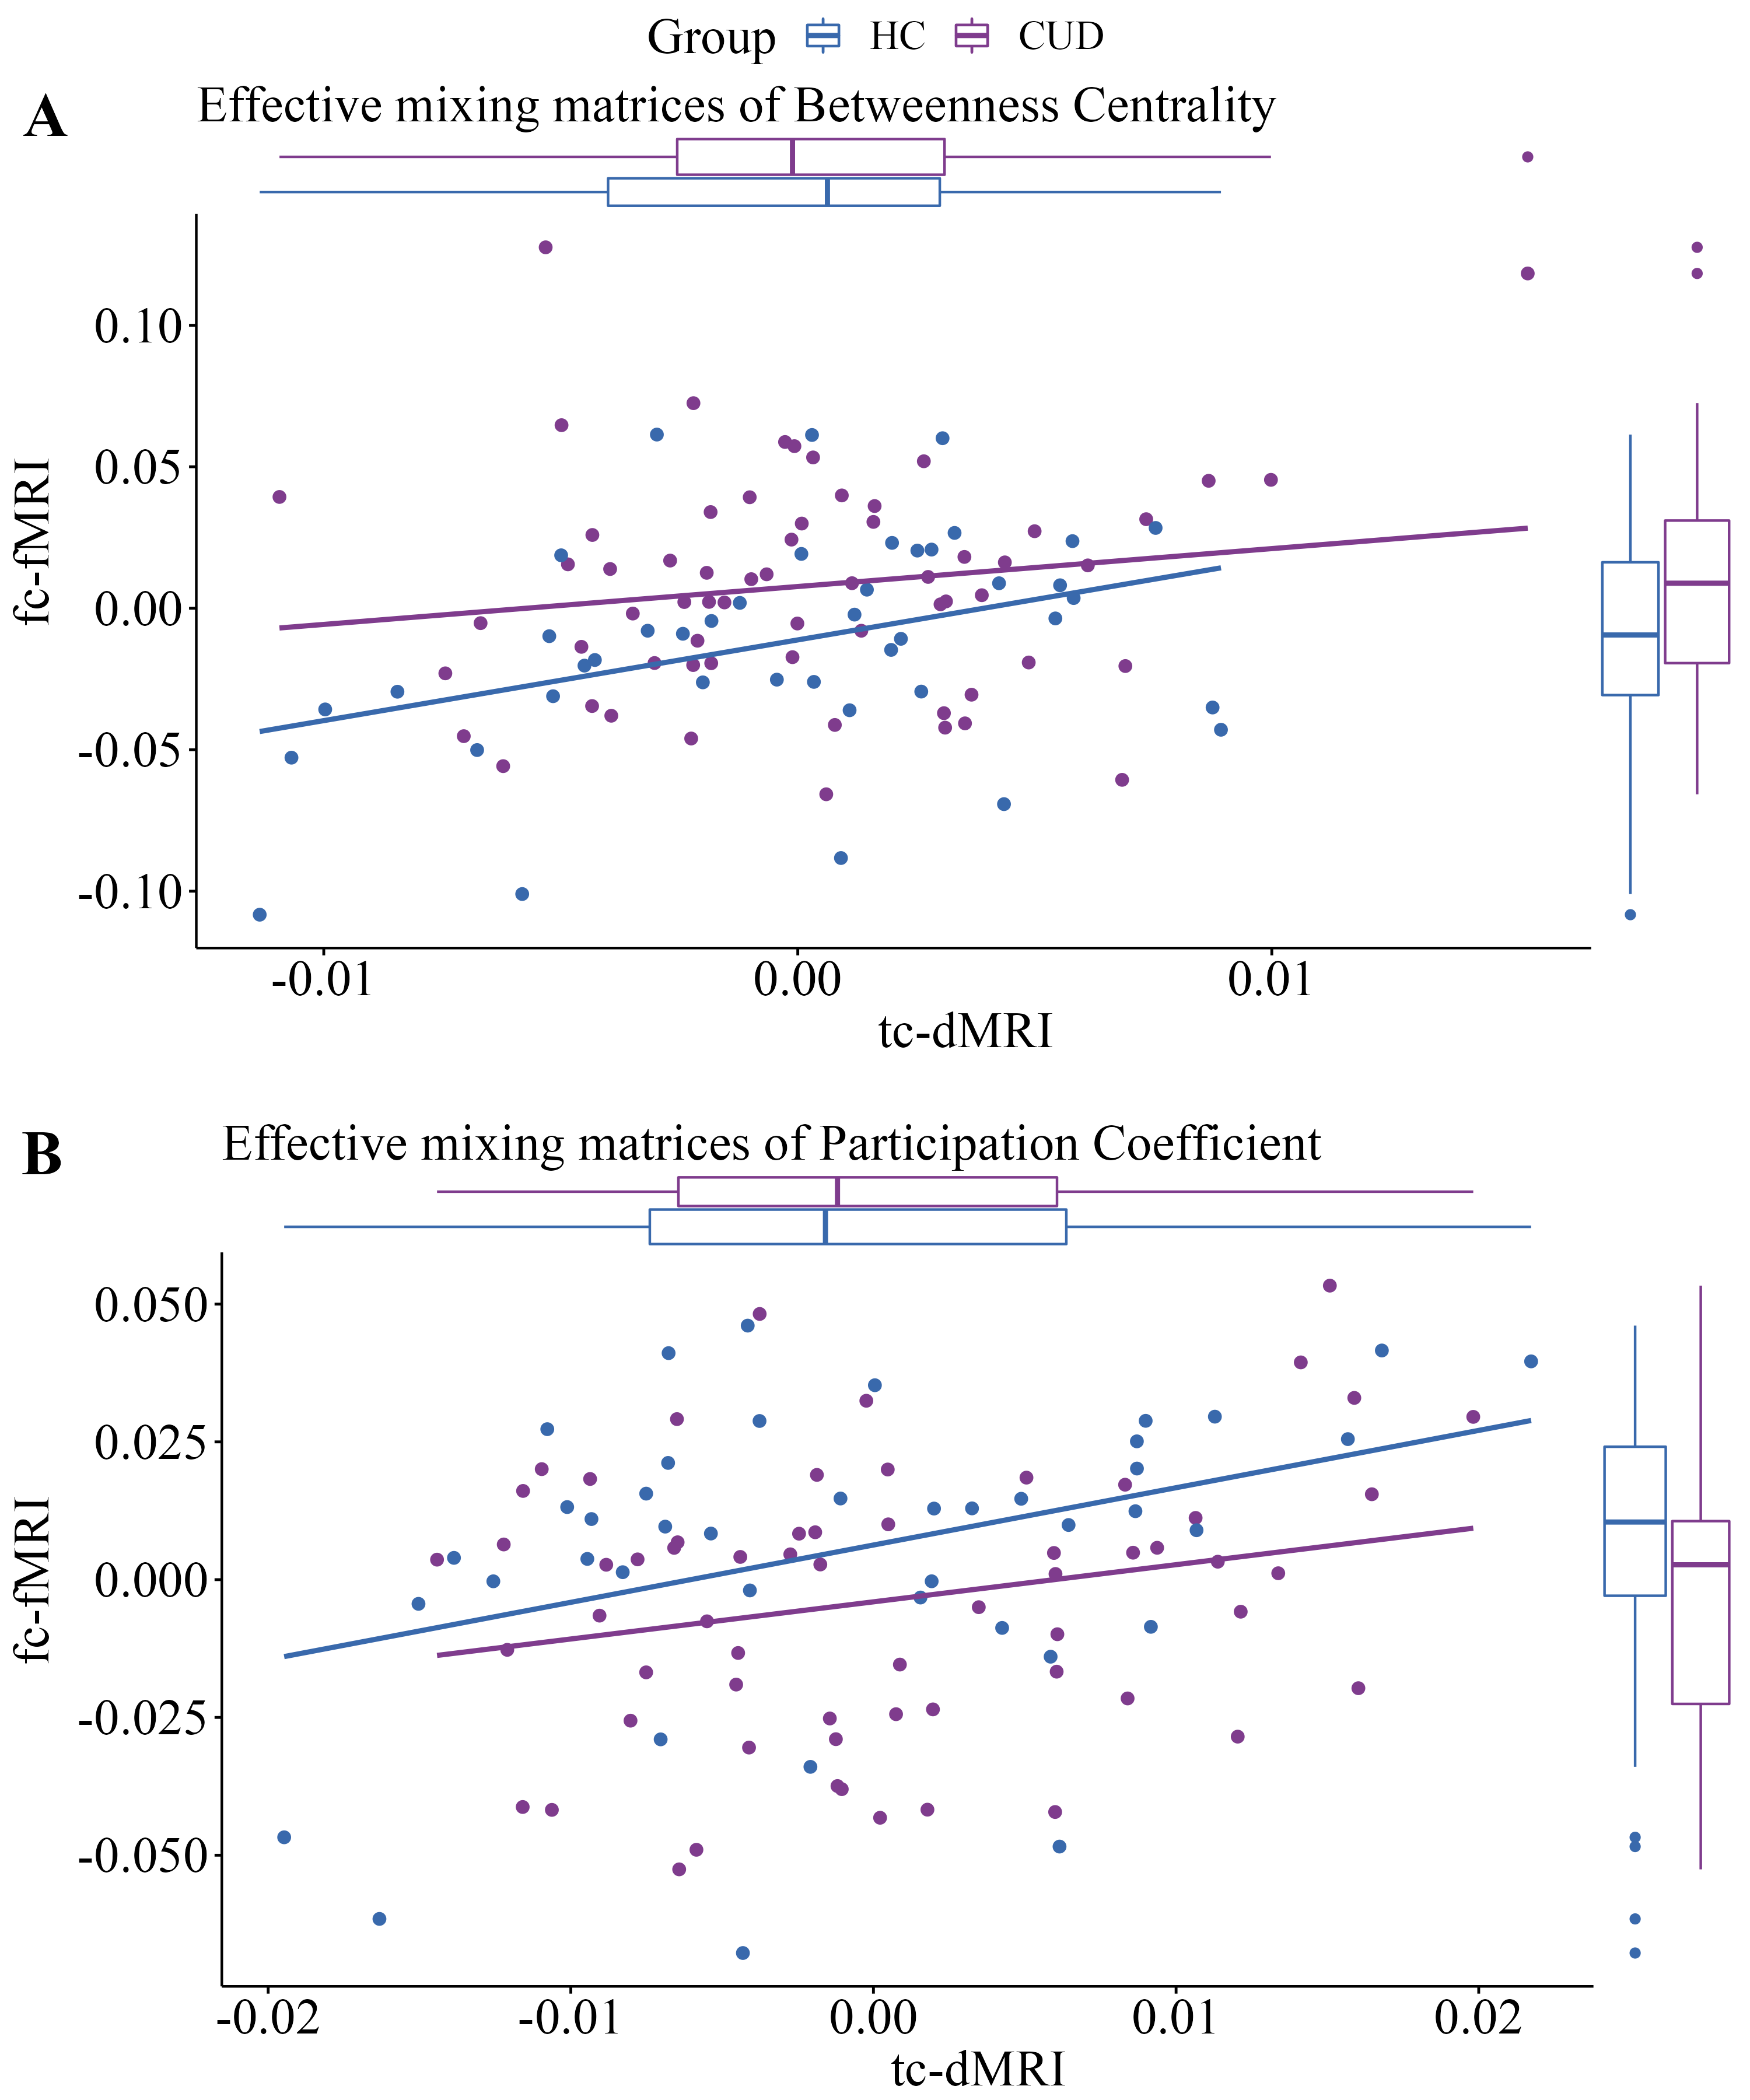 Group HC CUD
A
Effective mixing matrices of Betweenness Centrality
0.10
0.05
0.00
-0.05
-0.10
fc-fMRI
-0.01 0.00 0.01
tc-dMRI
B
Effective mixing matrices of Participation Coefficient
0.050
0.025
0.000
-0.025
-0.050
fc-fMRI
-0.02 -0.01 0.00 0.01 0.02
tc-dMRI